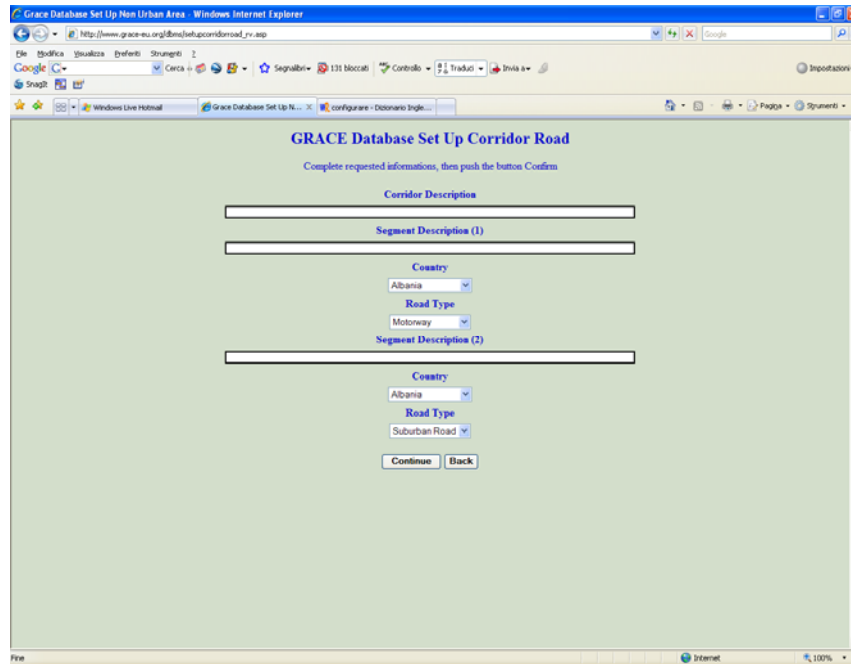 Grace Database Set Up Non Urban Area - Windows Internet Explorer
http://www.grace-eu.org/dbms/setupcorridorroad_rv.asp
Google
File Modifica Visualizza Preferiti Strumenti ?
Google G Cerca Segnalibri 131 bloccati Controllo Traduci Invia a Impostazioni
SnagIt
Windows Live Hotmail Grace Database Set Up N... configurare - Dizionario Ingle... Pagina Strumenti
GRACE Database Set Up Corridor Road
Complete requested informations, then push the button Confirm
Corridor Description
Segment Description (1)
Country
Albania
Road Type
Motorway
Segment Description (2)
Country
Albania
Road Type
Suburban Road
Continue Back
Fine Internet 100%